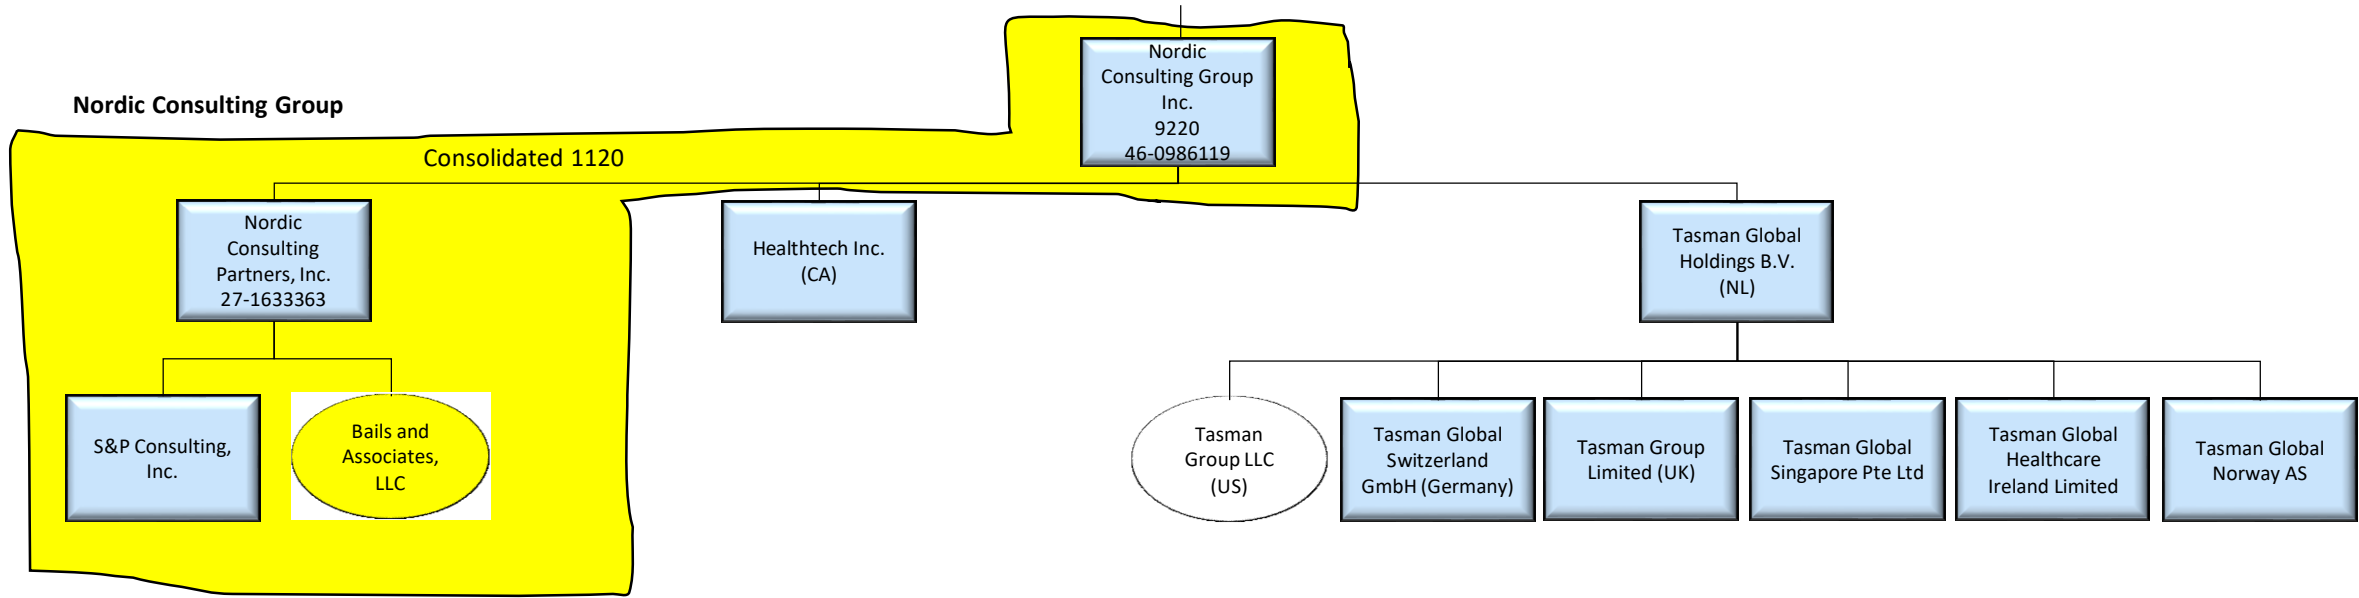 Nordic
Consulting Group
Inc.
9220
46-0986119
Nordic Consulting Group
Consolidated 1120
Nordic
Consulting
Partners, Inc.
27-1633363
Healthtech Inc.
(CA)
Tasman Global
Holdings B.V.
(NL)
S&P Consulting,
Inc.
Bails and
Associates,
LLC
Tasman
Group LLC
(US)
Tasman Global
Switzerland
GmbH (Germany)
Tasman Group
Limited (UK)
Tasman Global
Singapore Pte Ltd
Tasman Global
Healthcare
Ireland Limited
Tasman Global
Norway AS